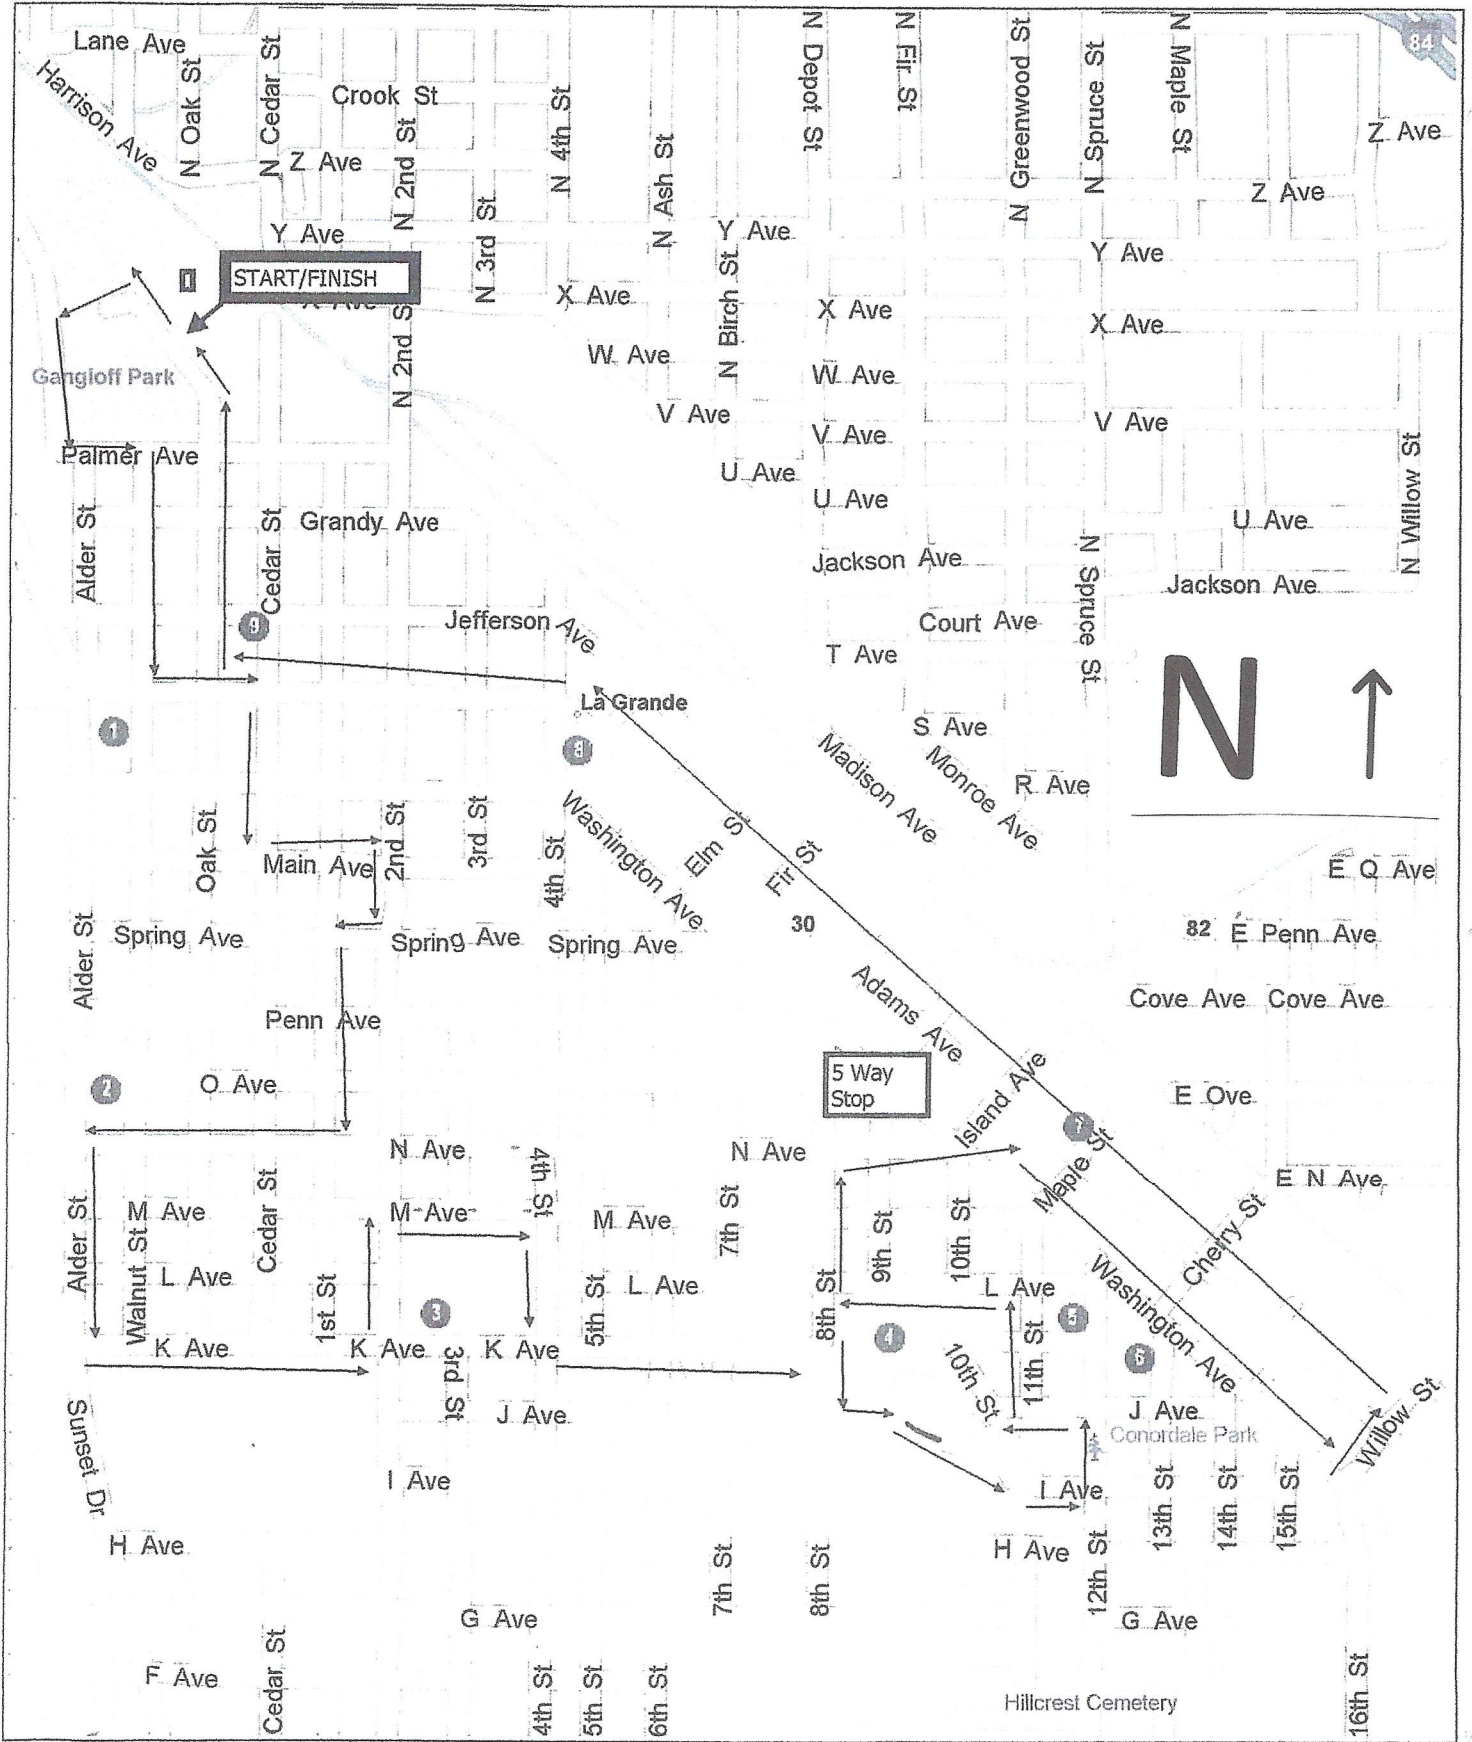 Lane Ave
Harrison Ave
N Oak St
N Cedar St
Crook St
Z Ave
N 2nd St
N 3rd St
N 4th St
N Ash St
N Depot St
N Fir St
N Greenwood St
N Spruce St
N Maple St
84
Z Ave
Z Ave
Y Ave
START/FINISH
X Ave
N 2nd S
X Ave
Y Ave
N Birch St
W Ave
V Ave
U Ave
X Ave
W Ave
V Ave
U Ave
Jackson Ave
Y Ave
X Ave
V Ave
U Ave
Jackson Ave
N Willow St
N Spruce St
Court Ave
T Ave
S Ave
Madison Ave
Monroe Ave
R Ave
N
Gangloff Park
Palmer Ave
Alder St
Cedar St
Grandy Ave
Jefferson Ave
9
La Grande
1
8
Oak St
Main Ave
2nd St
3rd St
4th St
Washington Ave
Elm St
Fir St
30
E Q Ave
82
E Penn Ave
Cove Ave
Cove Ave
Alder St
Spring Ave
Spring Ave
Spring Ave
Penn Ave
Adams Ave
5 Way
Stop
Island Ave
E Ove
2
O Ave
N Ave
4th St
N Ave
7
Maple St
E N Ave
Alder St
M Ave
Walnut St
L Ave
Cedar St
1st St
M Ave
M Ave
L Ave
5th St
7th St
8th St
9th St
10th St
L Ave
Washington Ave
Cherry St
3
4
5
6
K Ave
K Ave
K Ave
3rd St
J Ave
10th St
11th St
J Ave
Conordale Park
Willow St
Sunset Dr
I Ave
I Ave
H Ave
H Ave
7th St
8th St
12th St
13th St
14th St
15th St
G Ave
G Ave
F Ave
Cedar St
4th St
5th St
6th St
Hillcrest Cemetery
16th St